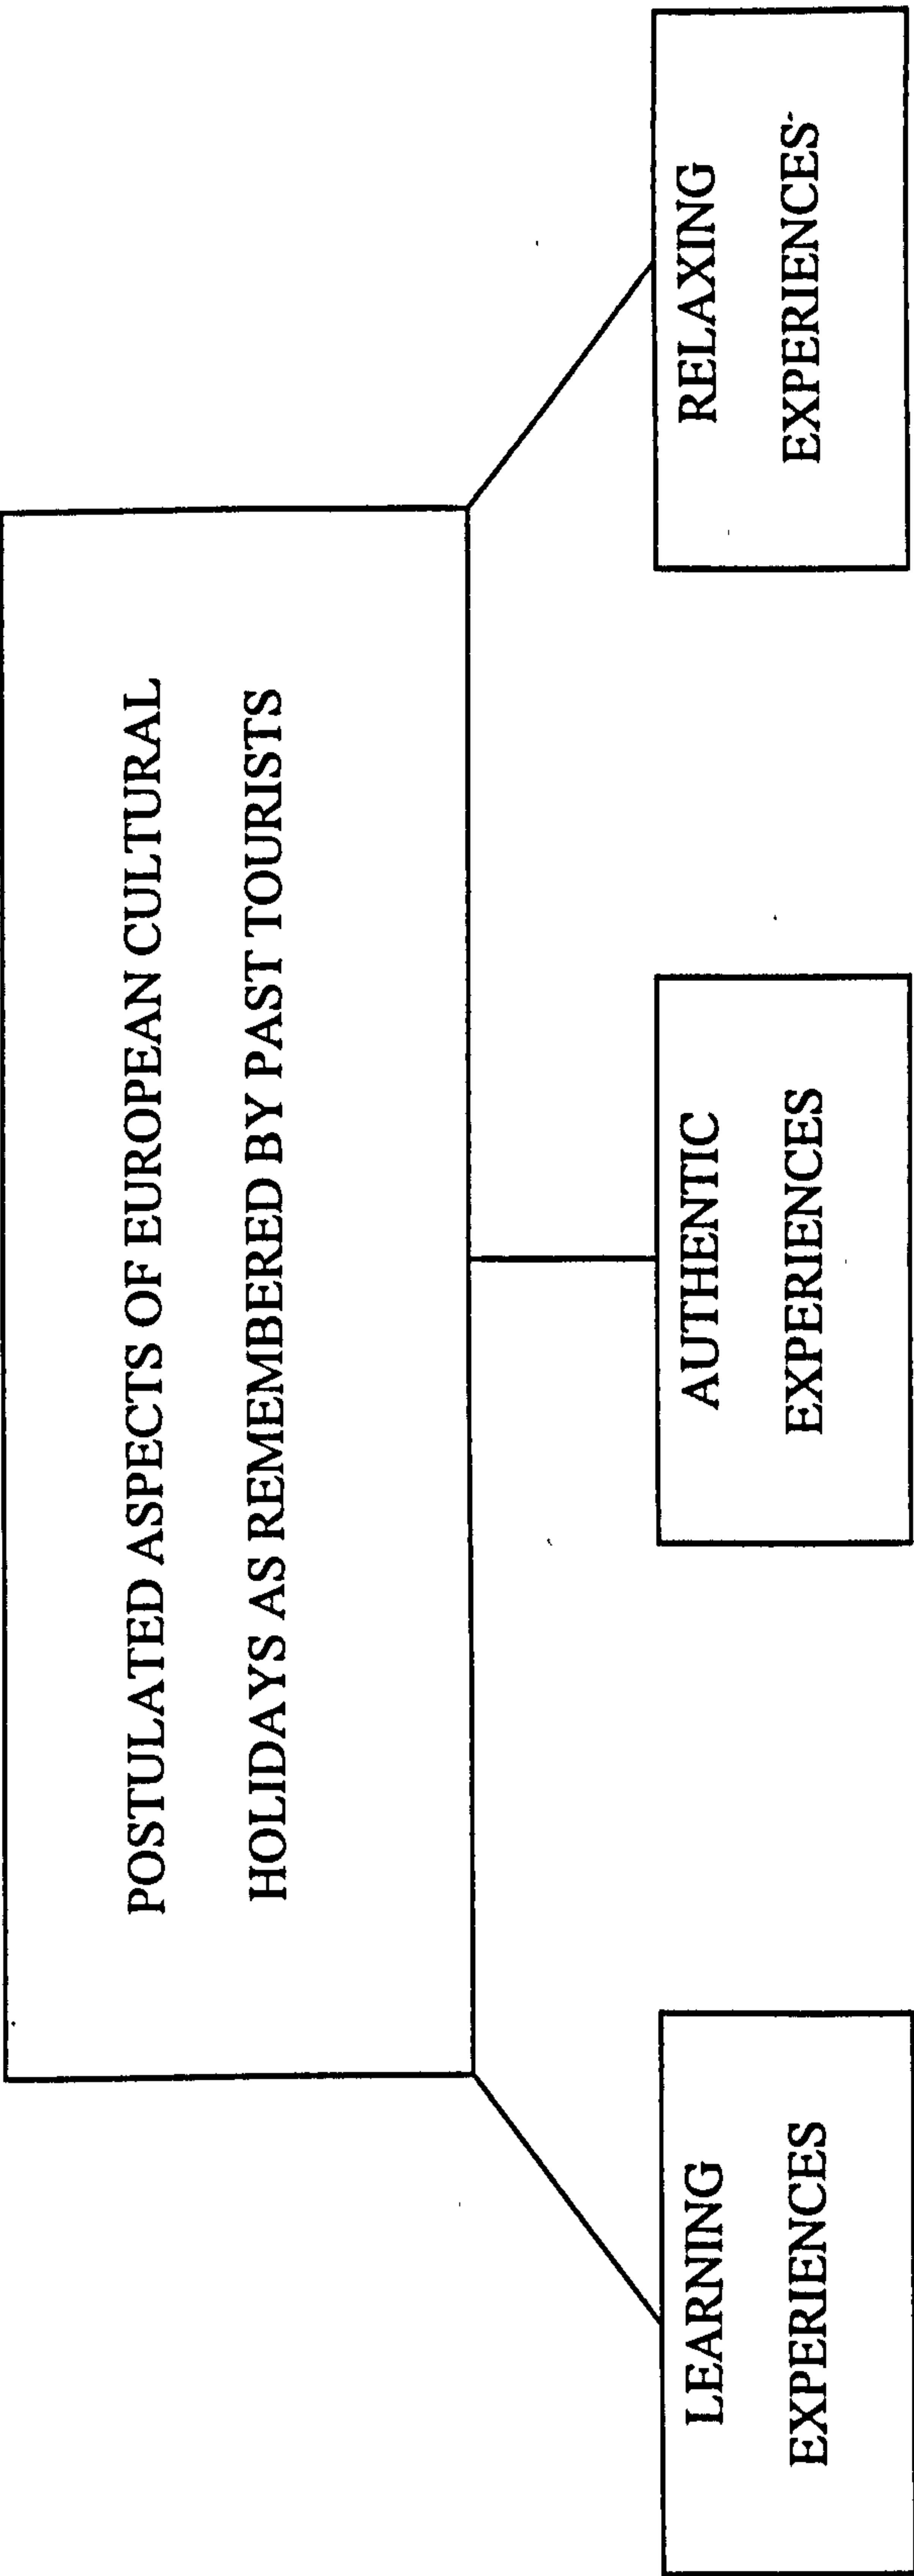 POSTULATED ASPECTS OF EUROPEAN CULTURAL
HOLIDAYS AS REMEMBERED BY PAST TOURISTS
LEARNING
EXPERIENCES
AUTHENTIC
EXPERIENCES
RELAXING
EXPERIENCES